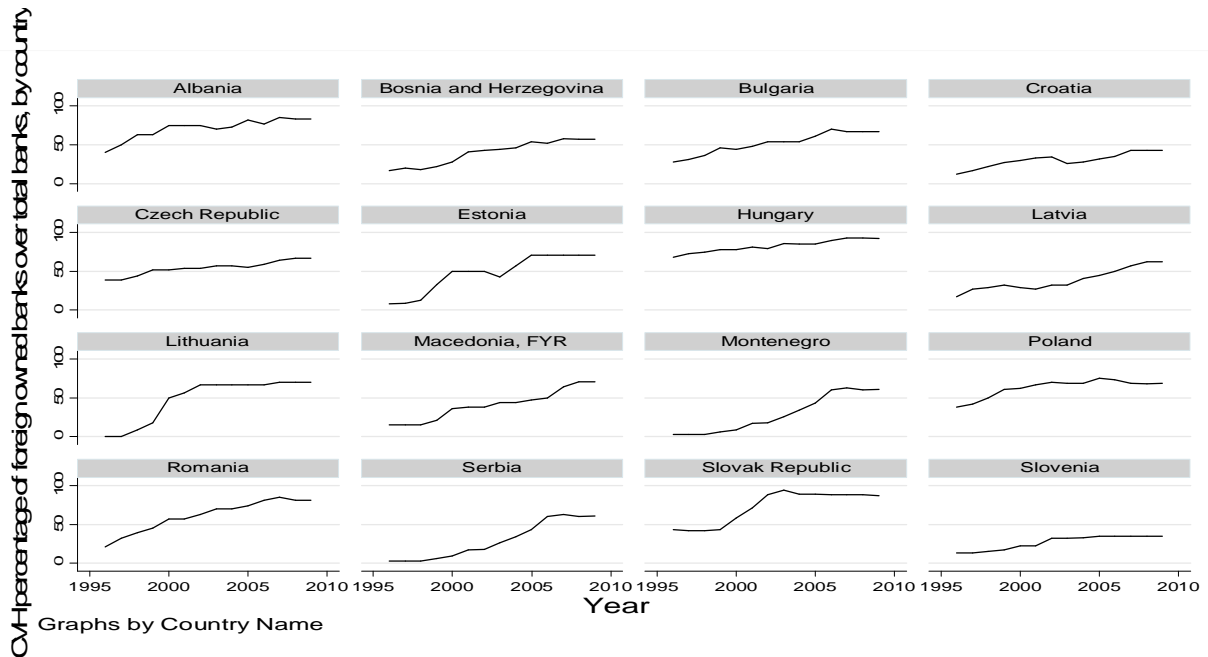 CvH percentage of foreign owned banks over total banks, by country
Albania
Bosnia and Herzegovina
Bulgaria
Croatia
0 50 100
Czech Republic
Estonia
Hungary
Latvia
0 50 100
Lithuania
Macedonia, FYR
Montenegro
Poland
0 50 100
Romania
Serbia
Slovak Republic
Slovenia
0 50 100
1995 2000 2005 2010 1995 2000 2005 2010 1995 2000 2005 2010 1995 2000 2005 2010
Year
Graphs by Country Name